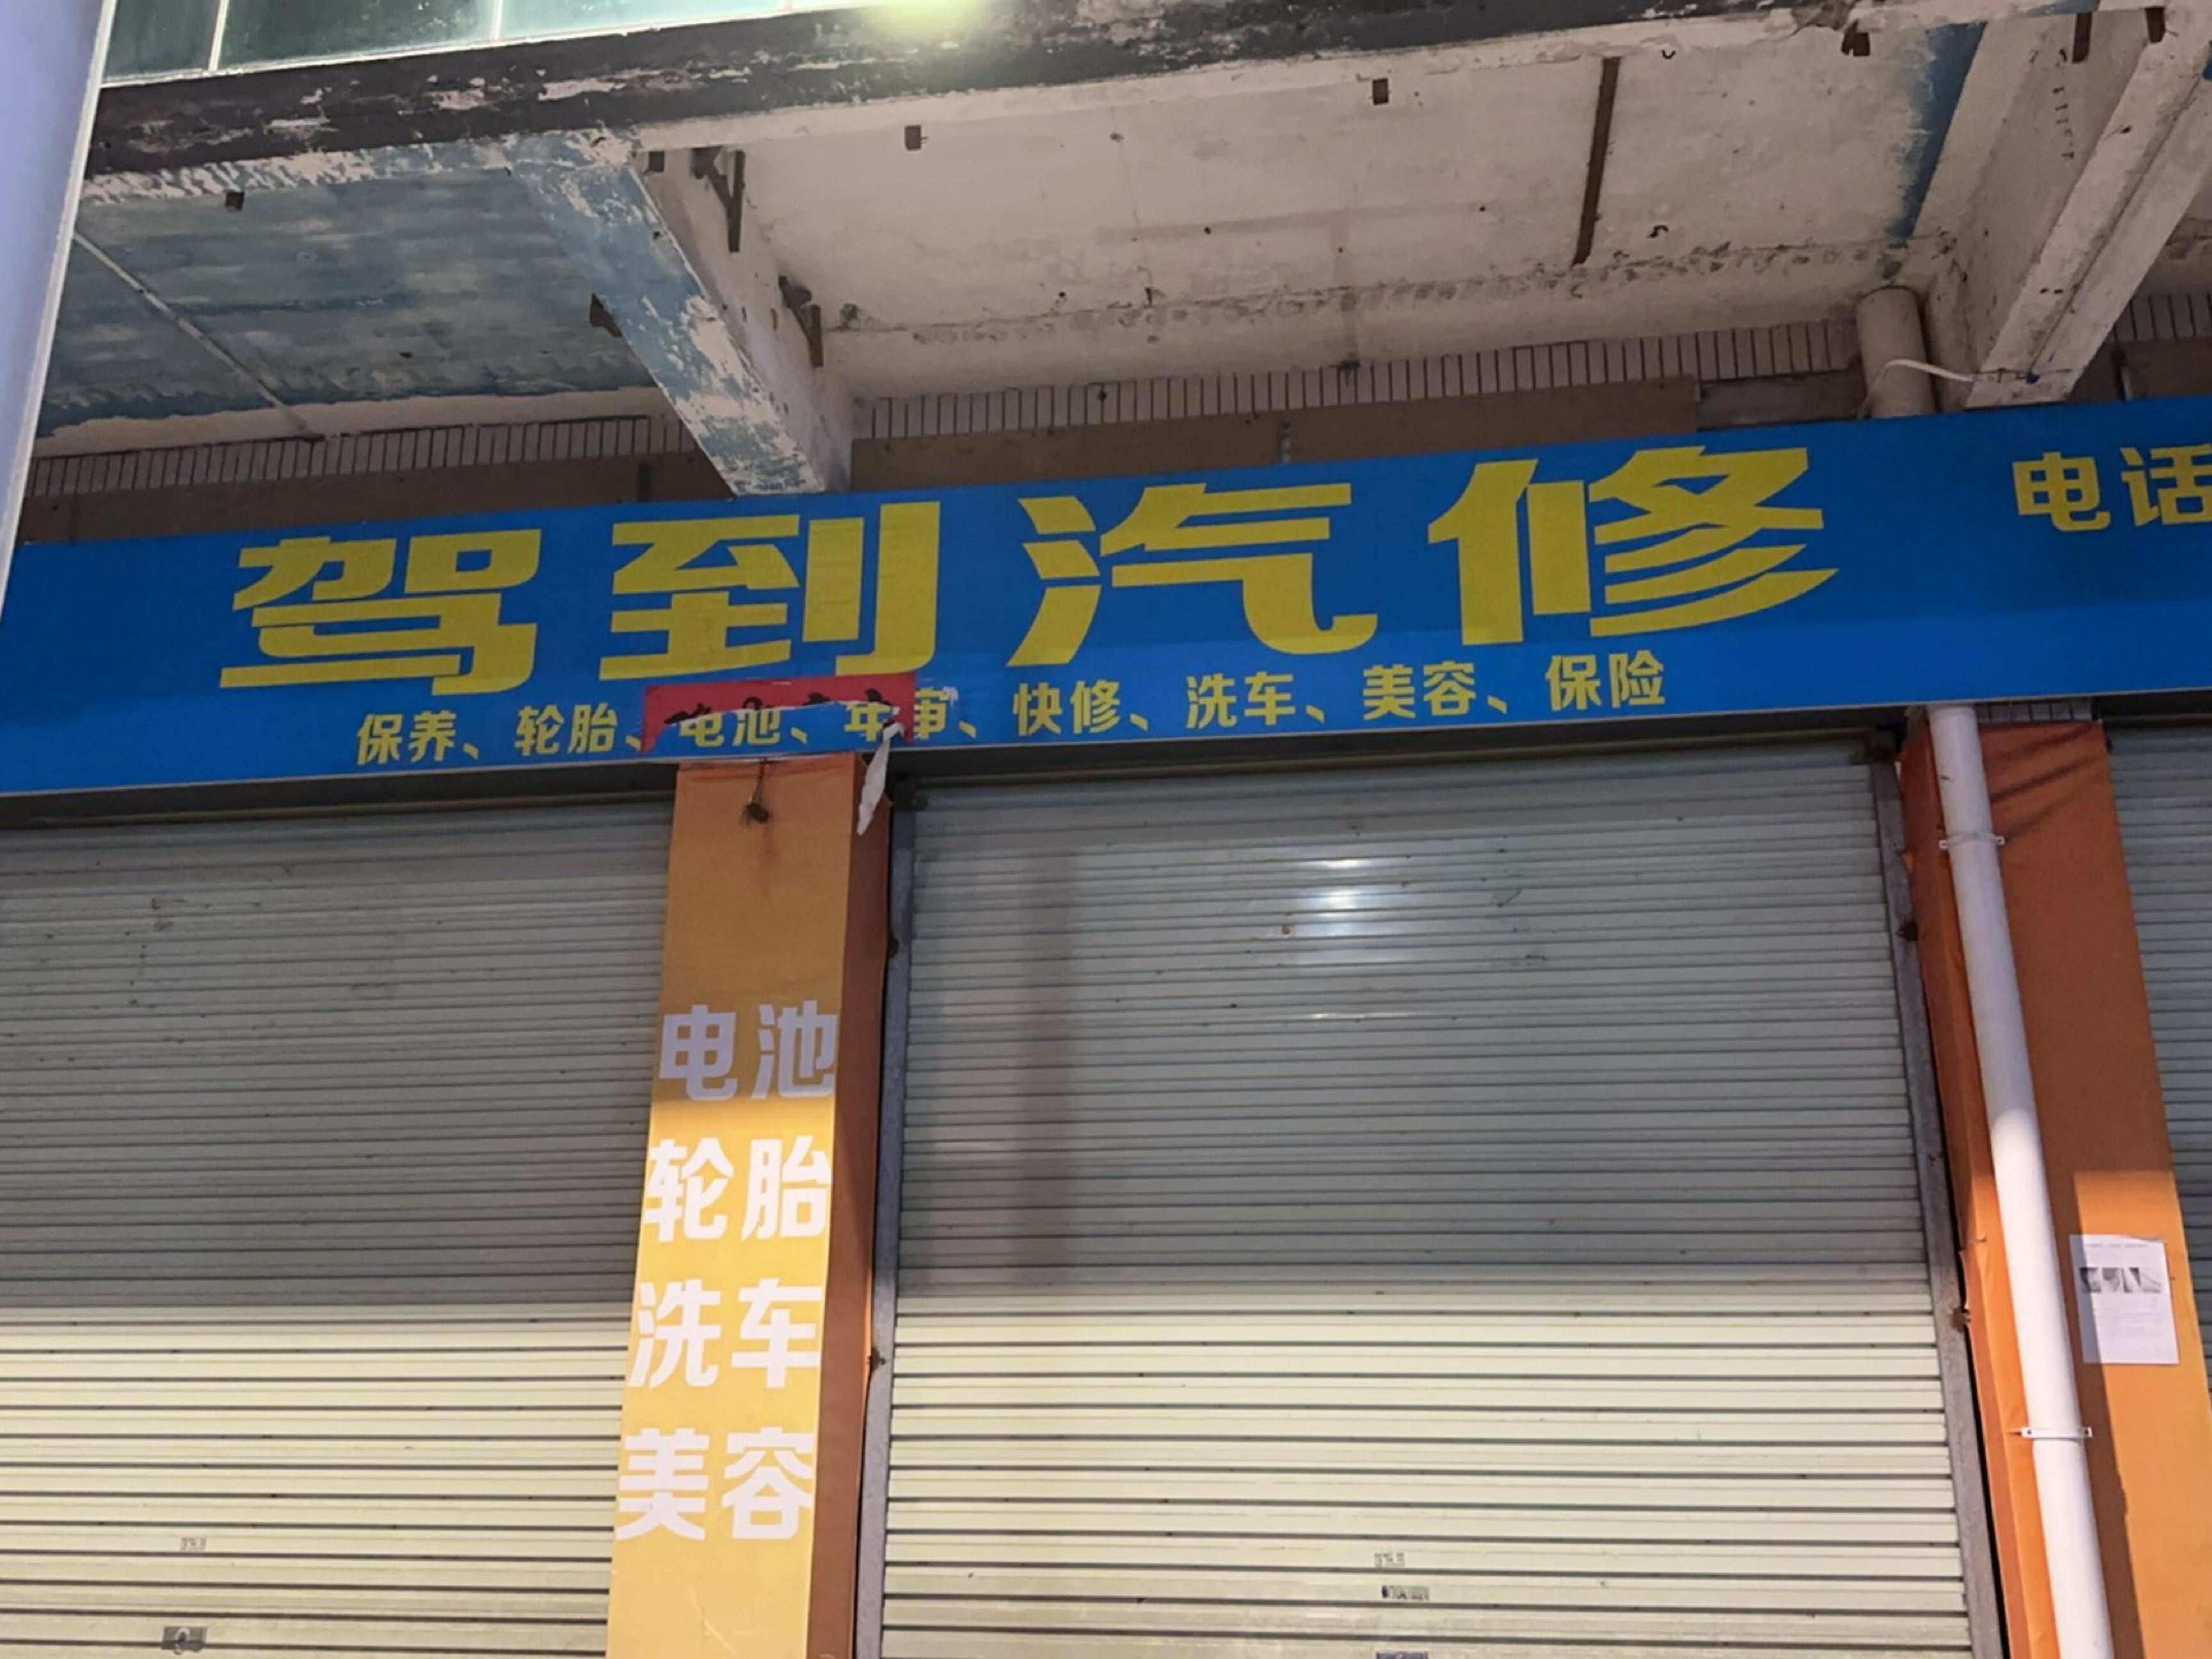 驾到汽修
电话
保养、轮胎、电池、年审、快修、洗车、美容、保险
电池
轮胎
洗车
美容